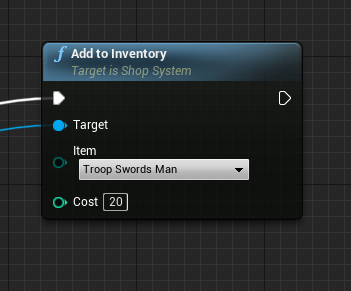 Add to Inventory
Target is Shop System
Target
Item
Troop Swords Man
Cost 20